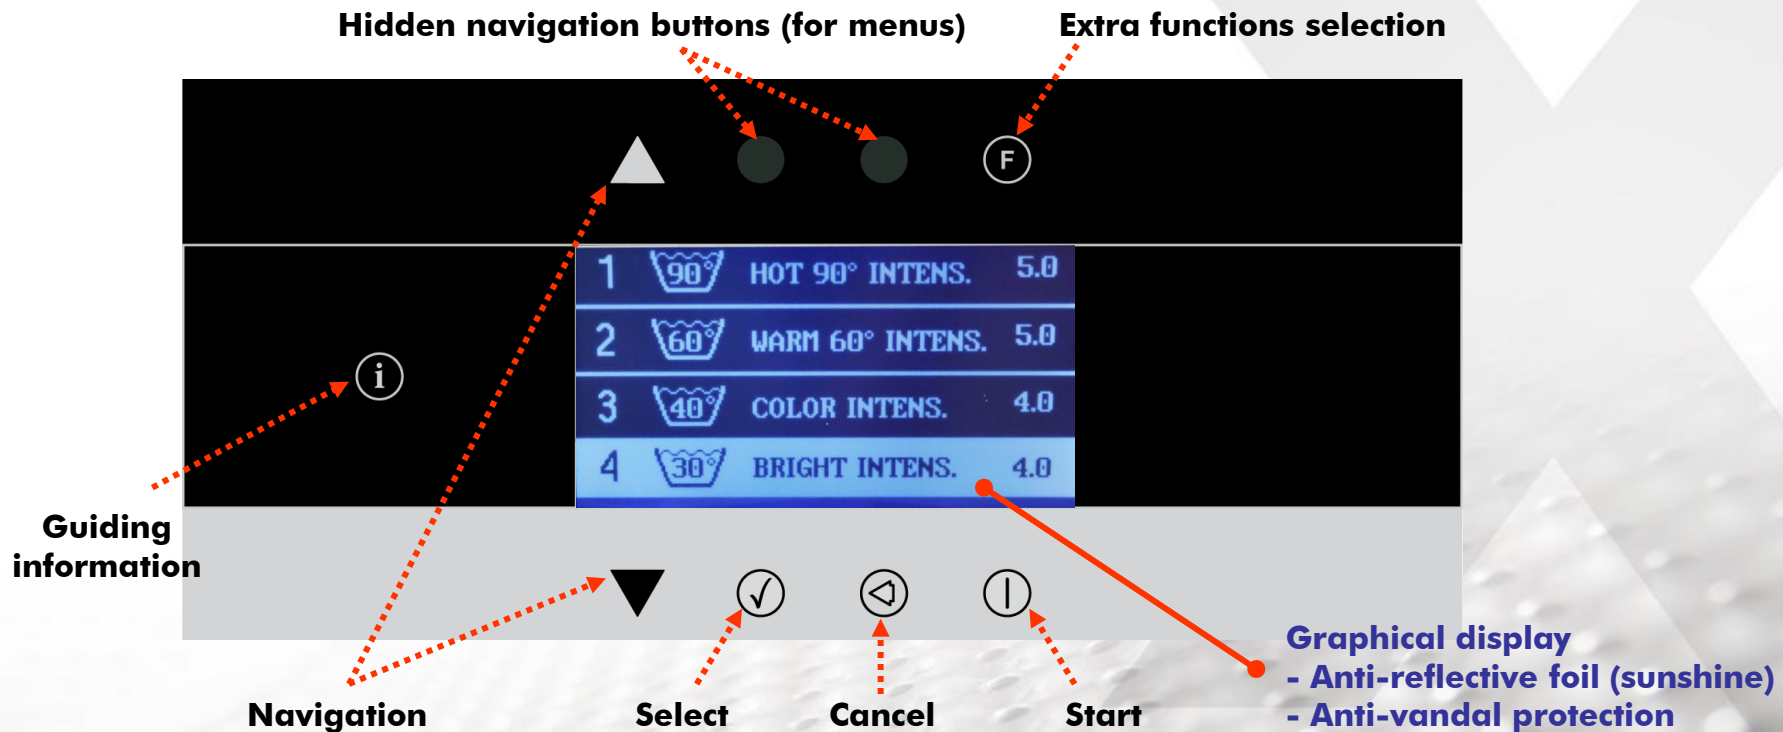 Hidden navigation buttons (for menus)
Extra functions selection
F
1 90° HOT 90° INTENS. 5.0
2 60° WARM 60° INTENS. 5.0
i
3 40° COLOR INTENS. 4.0
4 30° BRIGHT INTENS. 4.0
Guiding
information
Graphical display
- Anti-reflective foil (sunshine)
- Anti-vandal protection
Navigation
Select
Cancel
Start